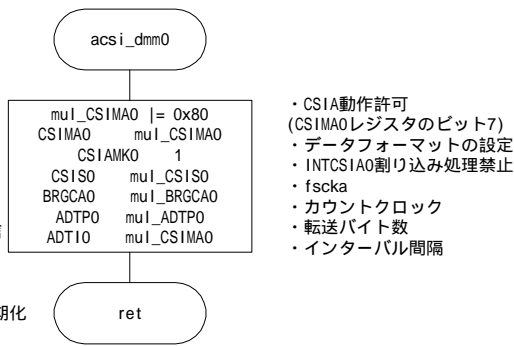 acsi_dmm0
mul_CSIMA0 |= 0x80
CSIMA0 mul_CSIMA0
CSIAMK0 1
CSIS0 mul_CSIS0
BRGCA0 mul_BRGCA0
ADTP0 mul_ADTP0
ADTI0 mul_CSIMA0
・CSIA動作許可
(CSIMA0レジスタのビット7)
・データフォーマットの設定
・INTCSIA0割り込み処理禁止
・fscka
・カウントクロック
・転送バイト数
・インターバル間隔
期化
ret